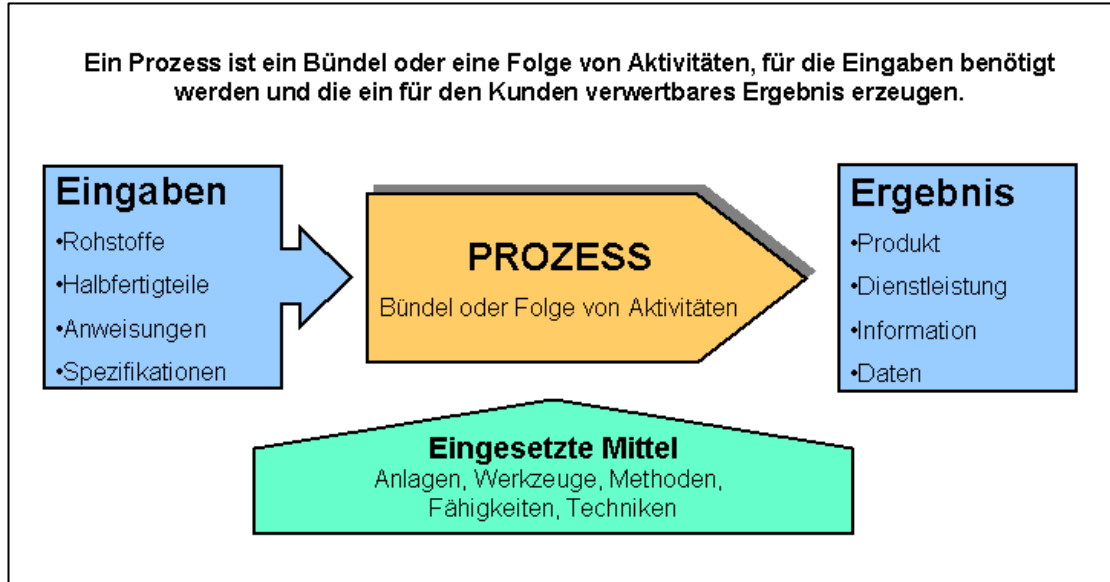 Ein Prozess ist ein Bündel oder eine Folge von Aktivitäten, für die Eingaben benötigt
werden und die ein für den Kunden verwertbares Ergebnis erzeugen.
Eingaben
•Rohstoffe
•Halbfertigteile
•Anweisungen
•Spezifikationen
PROZESS
Bündel oder Folge von Aktivitäten
Ergebnis
•Produkt
•Dienstleistung
•Information
•Daten
Eingesetzte Mittel
Anlagen, Werkzeuge, Methoden,
Fähigkeiten, Techniken